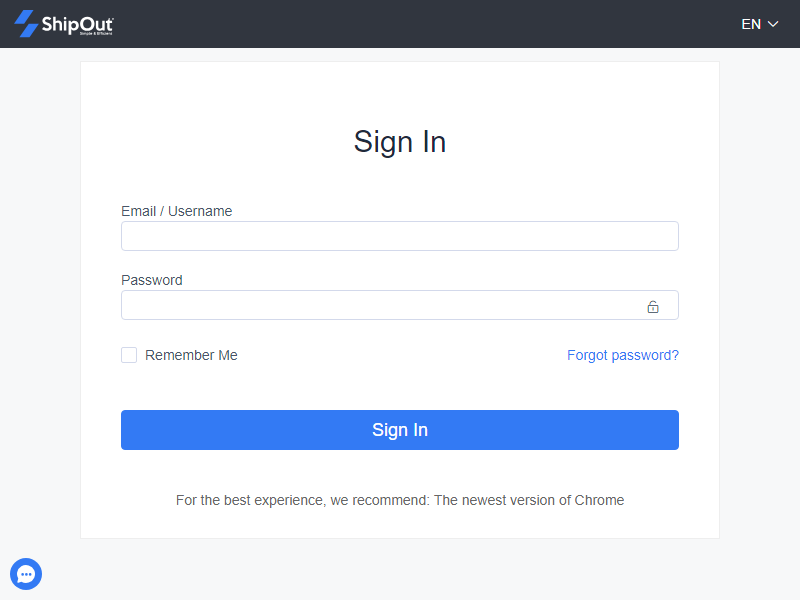 ShipOut
Simple & Efficient
EN
Sign In
Email / Username
Password
Remember Me
Forgot password?
Sign In
For the best experience, we recommend: The newest version of Chrome